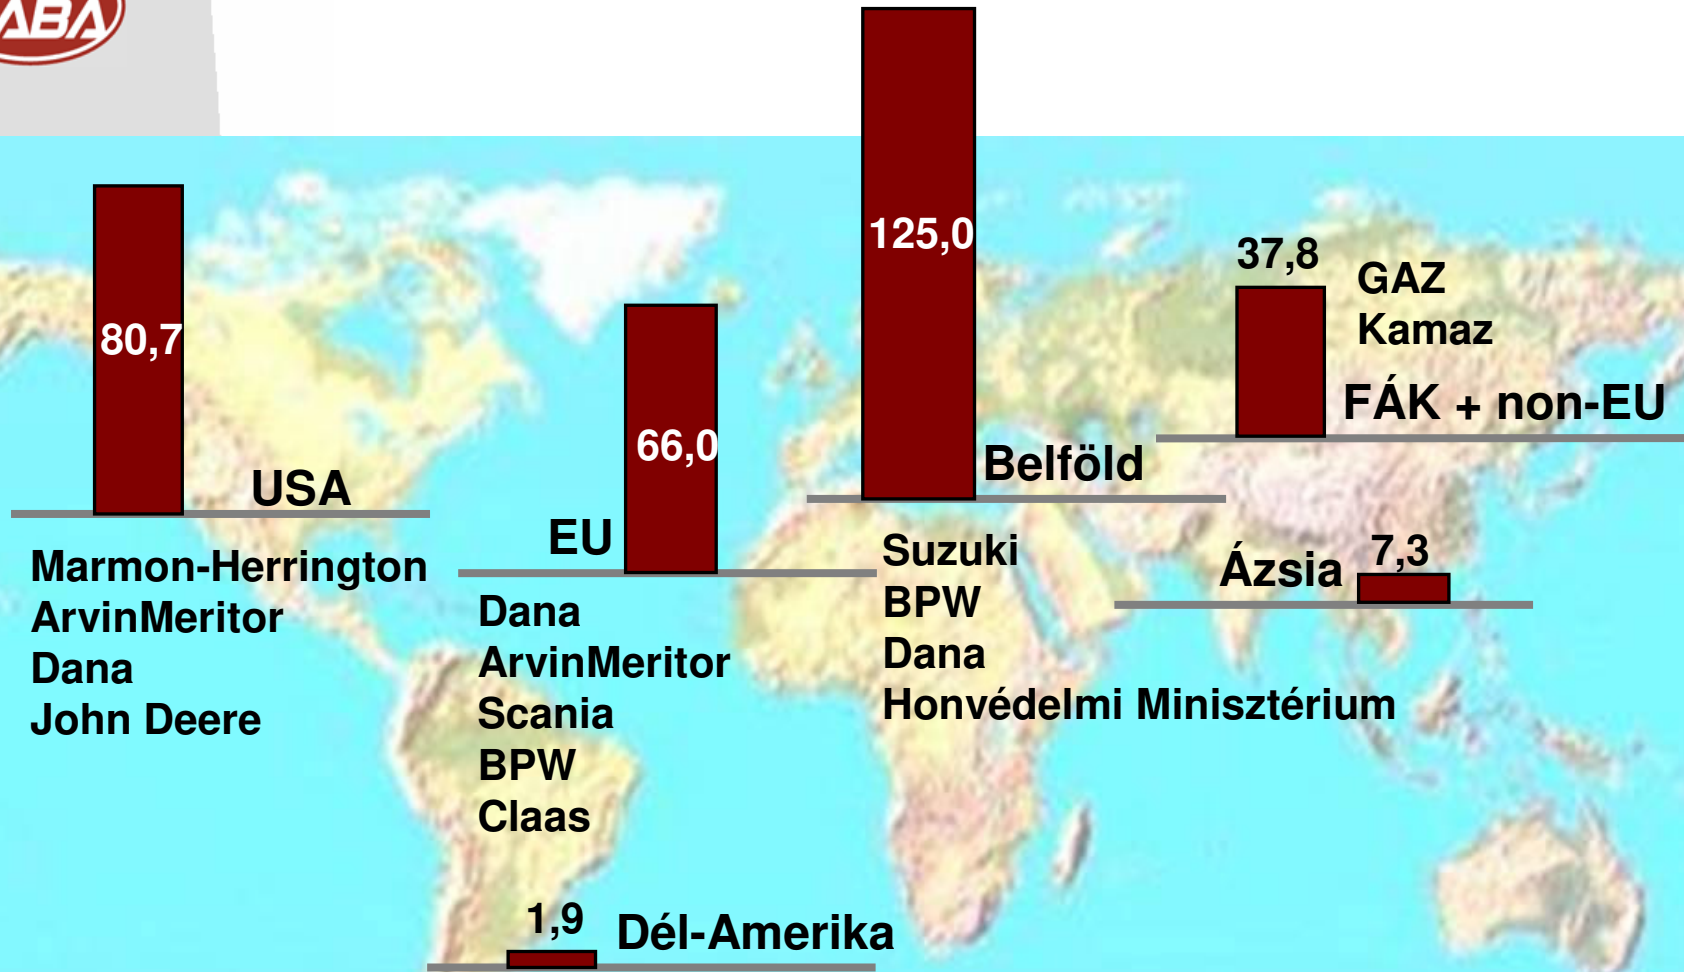 ABA
80,7
USA
Marmon-Herrington
ArvinMeritor
Dana
John Deere
66,0
EU
Dana
ArvinMeritor
Scania
BPW
Claas
1,9
Dél-Amerika
125,0
Belföld
Suzuki
BPW
Dana
Honvédelmi Minisztérium
37,8
GAZ
Kamaz
FÁK + non-EU
Ázsia
7,3